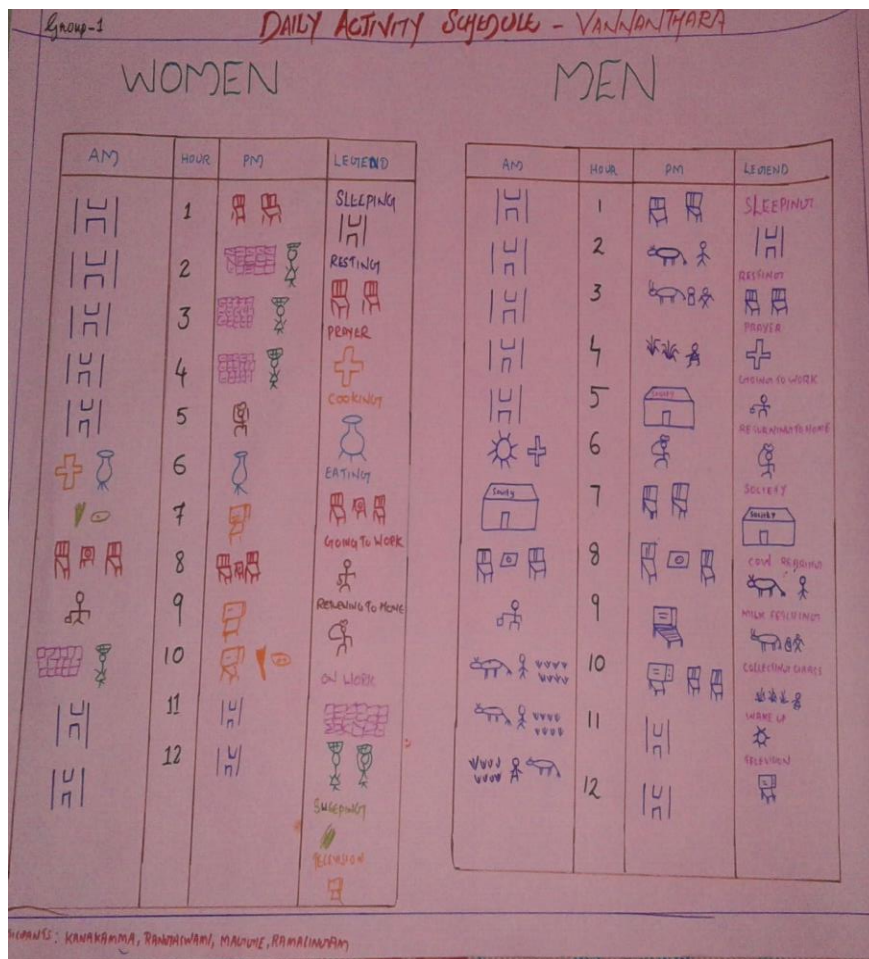 Group-1
DAILY ACTIVITY SCHEDULE - VANNANTHARA
WOMEN
AM HOUR PM LEGEND
1
2
3
4
5
6
7
8
9
10
11
12
SLEEPING
RESTING
PRAYER
COOKING
EATING
GOING TO WORK
RETURNING TO HOME
ON WORK
SWEEPING
TELEVISION
MEN
AM HOUR PM LEGEND
1
2
3
4
5
6
7
8
9
10
11
12
Society
Society
SLEEPING
RESTING
PRAYER
GOING TO WORK
RETURNING TO HOME
SOCIETY
Society
COW REARING
MILK FETCHING
COLLECTING GRASS
WAKE UP
TELEVISION
KANAKAMMA, RAMALINGAM